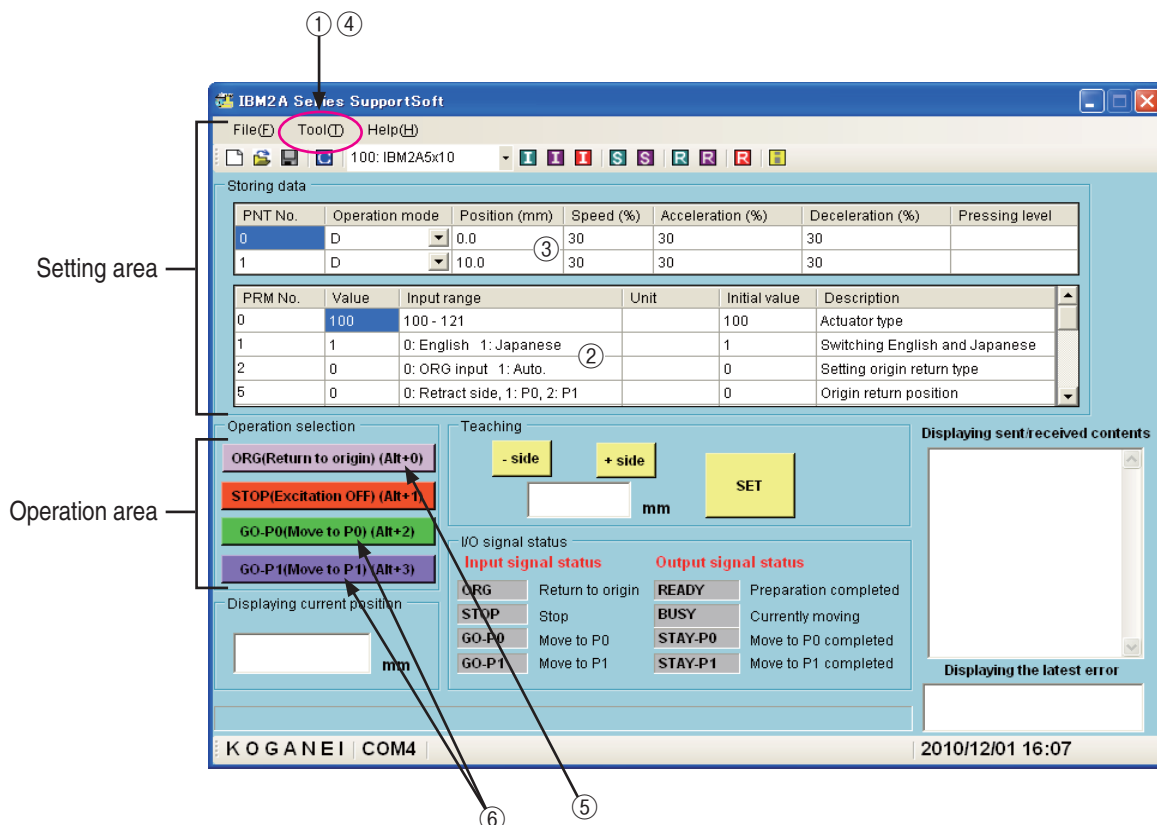 ① ④
IBM2A Series SupportSoft
File(F) Tool(T) Help(H)
100: IBM2A5x10 I I I S S R R R
Setting area
Storing data
PNT No. Operation mode Position (mm) Speed (%) Acceleration (%) Deceleration (%) Pressing level
0 D 0.0 30 30 30
③
1 D 10.0 30 30 30
PRM No. Value Input range Unit Initial value Description
0 100 100 - 121 100 Actuator type
1 1 0: English 1: Japanese 1 Switching English and Japanese
②
2 0 0: ORG input 1: Auto. 0 Setting origin return type
5 0 0: Retract side, 1: P0, 2: P1 0 Origin return position
Operation area
Operation selection
ORG(Return to origin) (Alt+0)
STOP(Excitation OFF) (Alt+1)
GO-P0(Move to P0) (Alt+2)
GO-P1(Move to P1) (Alt+3)
Displaying current position
mm
Teaching
- side + side
SET
mm
I/O signal status
Input signal status Output signal status
ORG Return to origin READY Preparation completed
STOP Stop BUSY Currently moving
GO-P0 Move to P0 STAY-P0 Move to P0 completed
GO-P1 Move to P1 STAY-P1 Move to P1 completed
Displaying sent/received contents
Displaying the latest error
KOGANEI COM4 2010/12/01 16:07
⑤
⑥